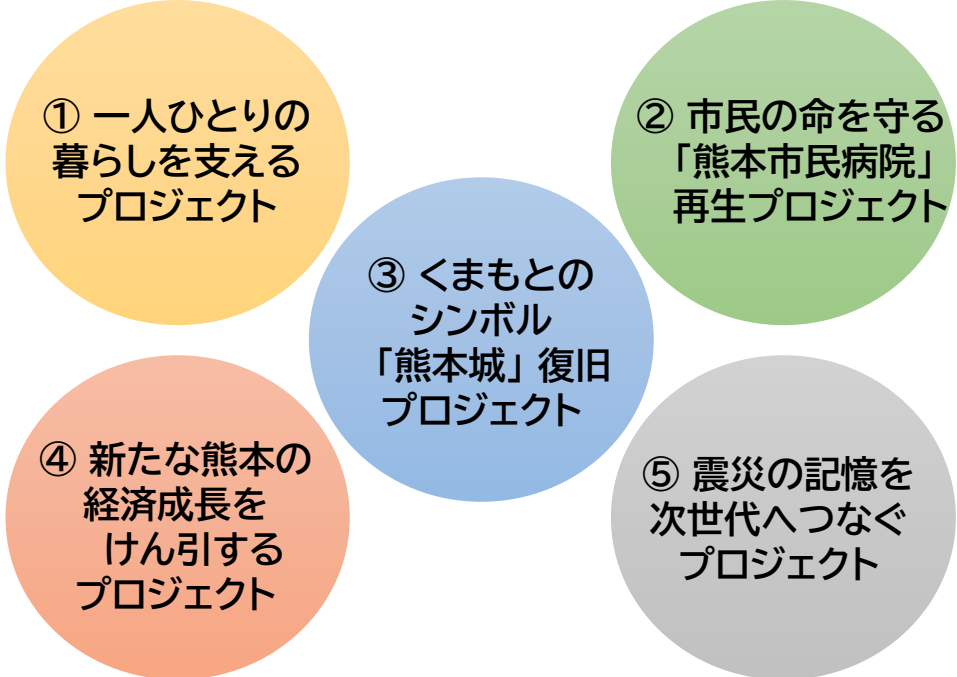 ① 一人ひとりの
暮らしを支える
プロジェクト
② 市民の命を守る
「熊本市民病院」
再生プロジェクト
③ くまもとの
シンボル
「熊本城」復旧
プロジェクト
④ 新たな熊本の
経済成長を
けん引する
プロジェクト
⑤ 震災の記憶を
次世代へつなぐ
プロジェクト